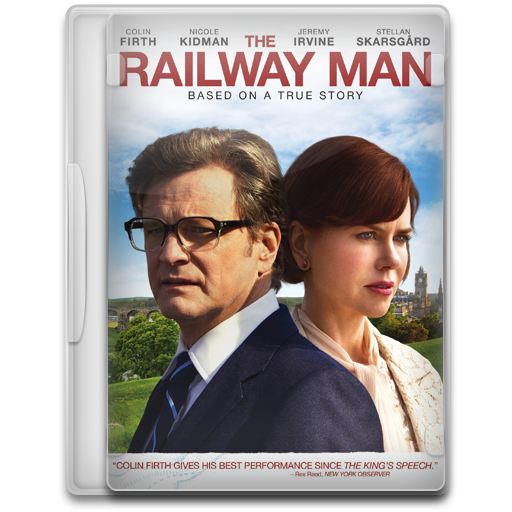 COLIN FIRTH NICOLE KIDMAN JEREMY IRVINE STELLAN SKARSGÅRD
THE
RAILWAY MAN
BASED ON A TRUE STORY
"COLIN FIRTH GIVES HIS BEST PERFORMANCE SINCE THE KING'S SPEECH."
– Rex Reed, NEW YORK OBSERVER